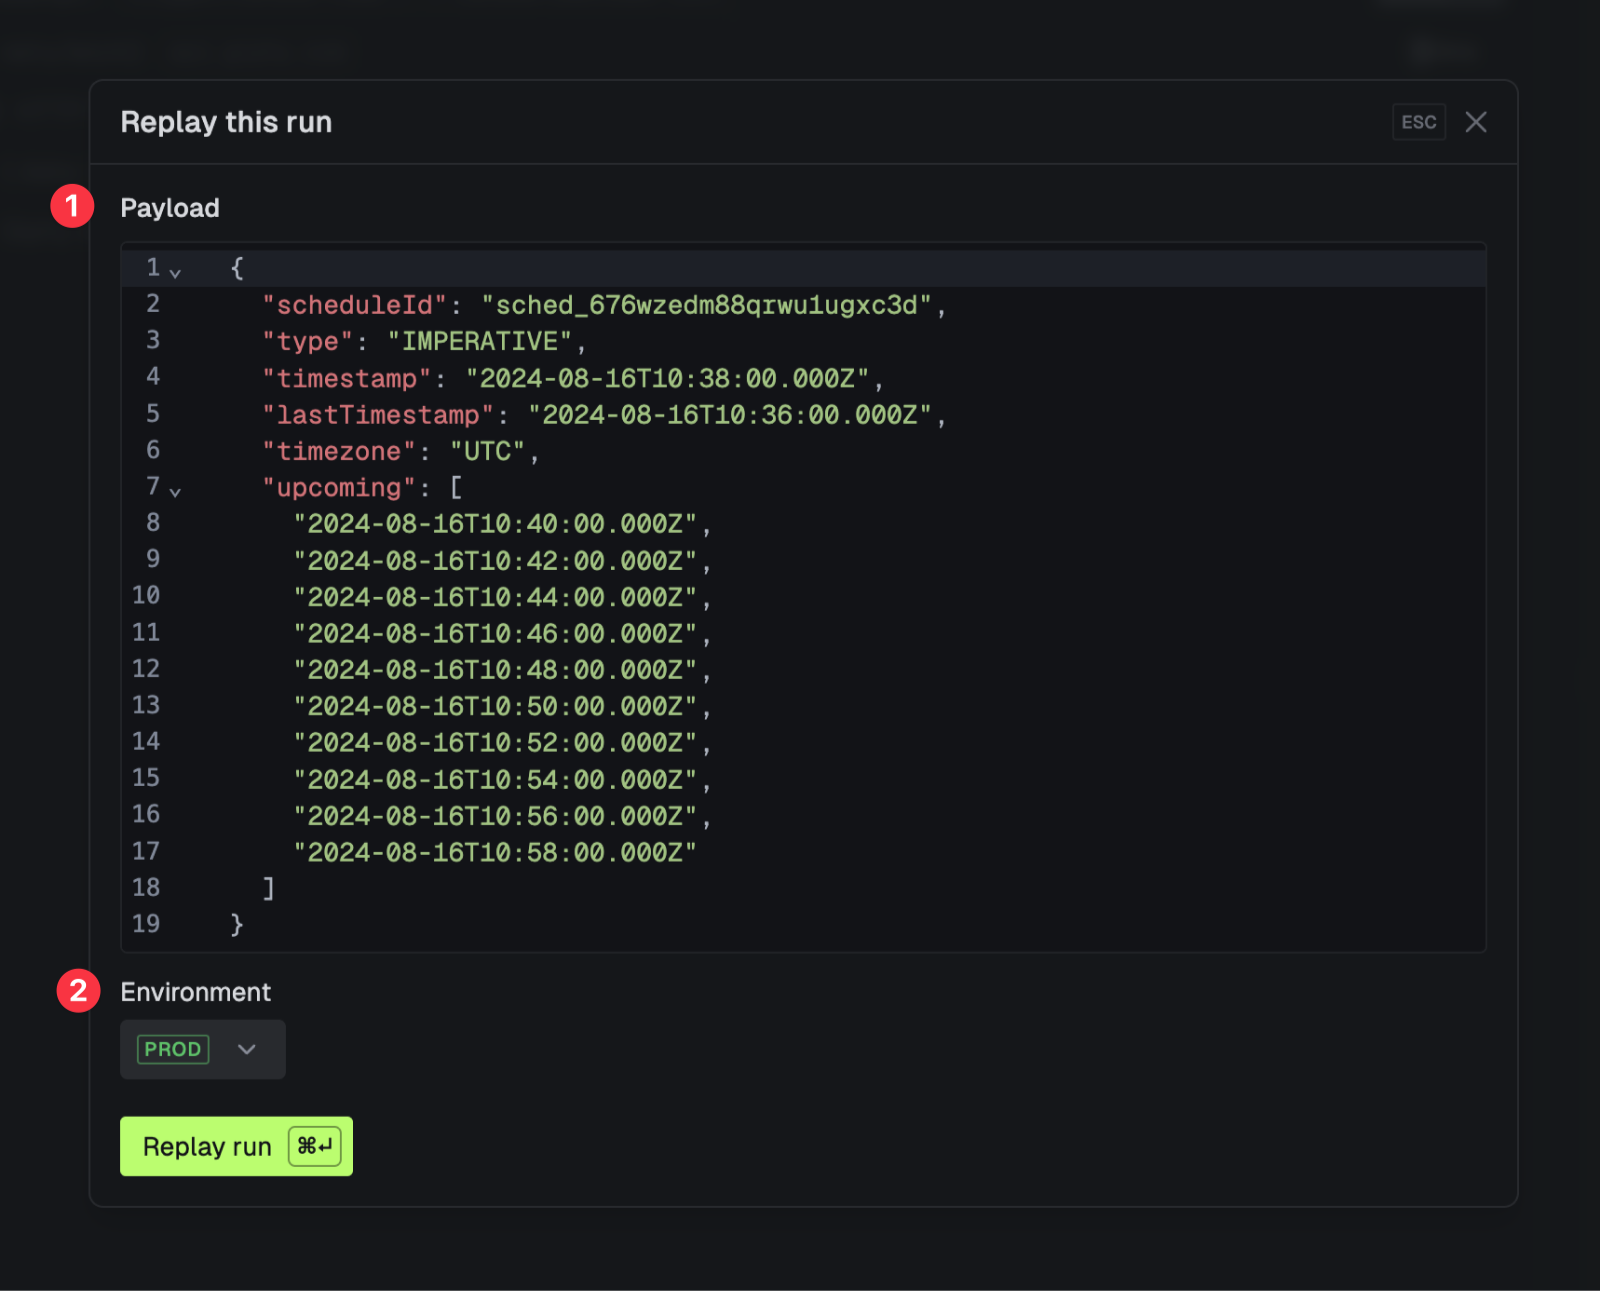 Replay this run
ESC
1
Payload
1 {
2 "scheduleId": "sched_676wzedm88qrwu1ugxc3d",
3 "type": "IMPERATIVE",
4 "timestamp": "2024-08-16T10:38:00.000Z",
5 "lastTimestamp": "2024-08-16T10:36:00.000Z",
6 "timezone": "UTC",
7 "upcoming": [
8 "2024-08-16T10:40:00.000Z",
9 "2024-08-16T10:42:00.000Z",
10 "2024-08-16T10:44:00.000Z",
11 "2024-08-16T10:46:00.000Z",
12 "2024-08-16T10:48:00.000Z",
13 "2024-08-16T10:50:00.000Z",
14 "2024-08-16T10:52:00.000Z",
15 "2024-08-16T10:54:00.000Z",
16 "2024-08-16T10:56:00.000Z",
17 "2024-08-16T10:58:00.000Z"
18 ]
19 }
2
Environment
PROD
Replay run ⌘↵